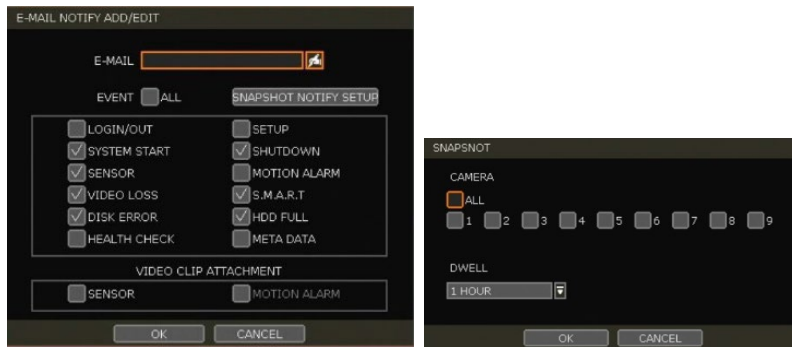 E-MAIL NOTIFY ADD/EDIT
E-MAIL
EVENT ALL SNAPSHOT NOTIFY SETUP
LOGIN/OUT SETUP
SYSTEM START SHUTDOWN
SENSOR MOTION ALARM
VIDEO LOSS S.M.A.R.T
DISK ERROR HDD FULL
HEALTH CHECK META DATA
VIDEO CLIP ATTACHMENT
SENSOR MOTION ALARM
OK CANCEL
SNAPSNOT
CAMERA
ALL
1 2 3 4 5 6 7 8 9
DWELL
1 HOUR
OK CANCEL